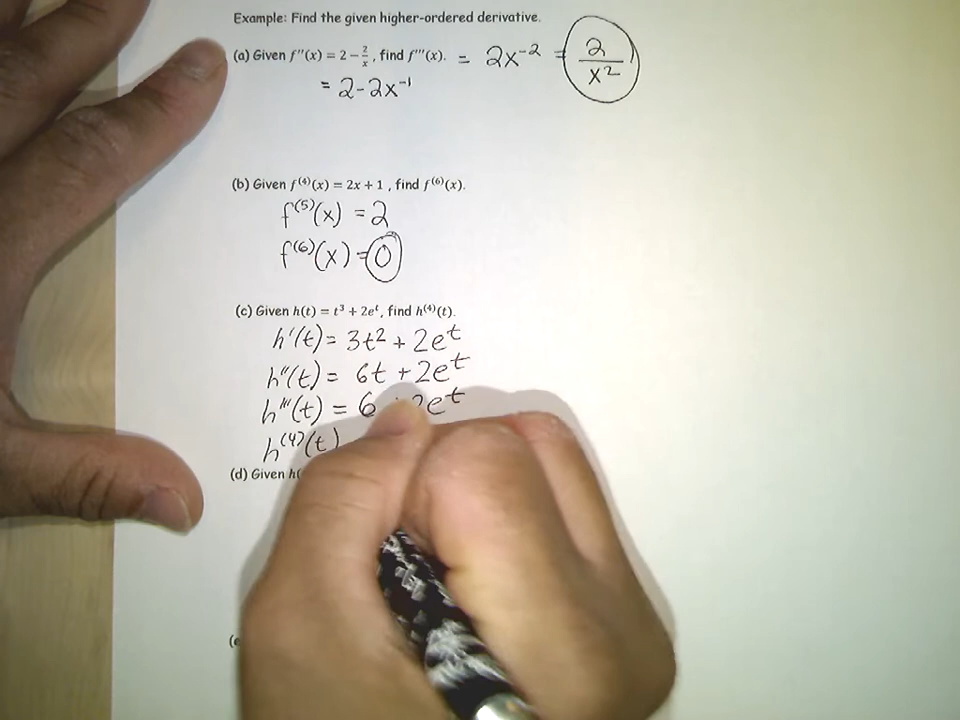 Example: Find the given higher-ordered derivative.
(a) Given f''(x) = 2 − 2/x, find f'''(x). = 2x⁻² = 2/x²
= 2 - 2x⁻¹
(b) Given f⁽⁴⁾(x) = 2x + 1, find f⁽⁶⁾(x).
f⁽⁵⁾(x) = 2
f⁽⁶⁾(x) = 0
(c) Given h(t) = t³ + 2eᵗ, find h⁽⁴⁾(t).
h'(t) = 3t² + 2eᵗ
h''(t) = 6t + 2eᵗ
h'''(t) = 6 + 2eᵗ
h⁽⁴⁾(t)
(d) Given h(
(e